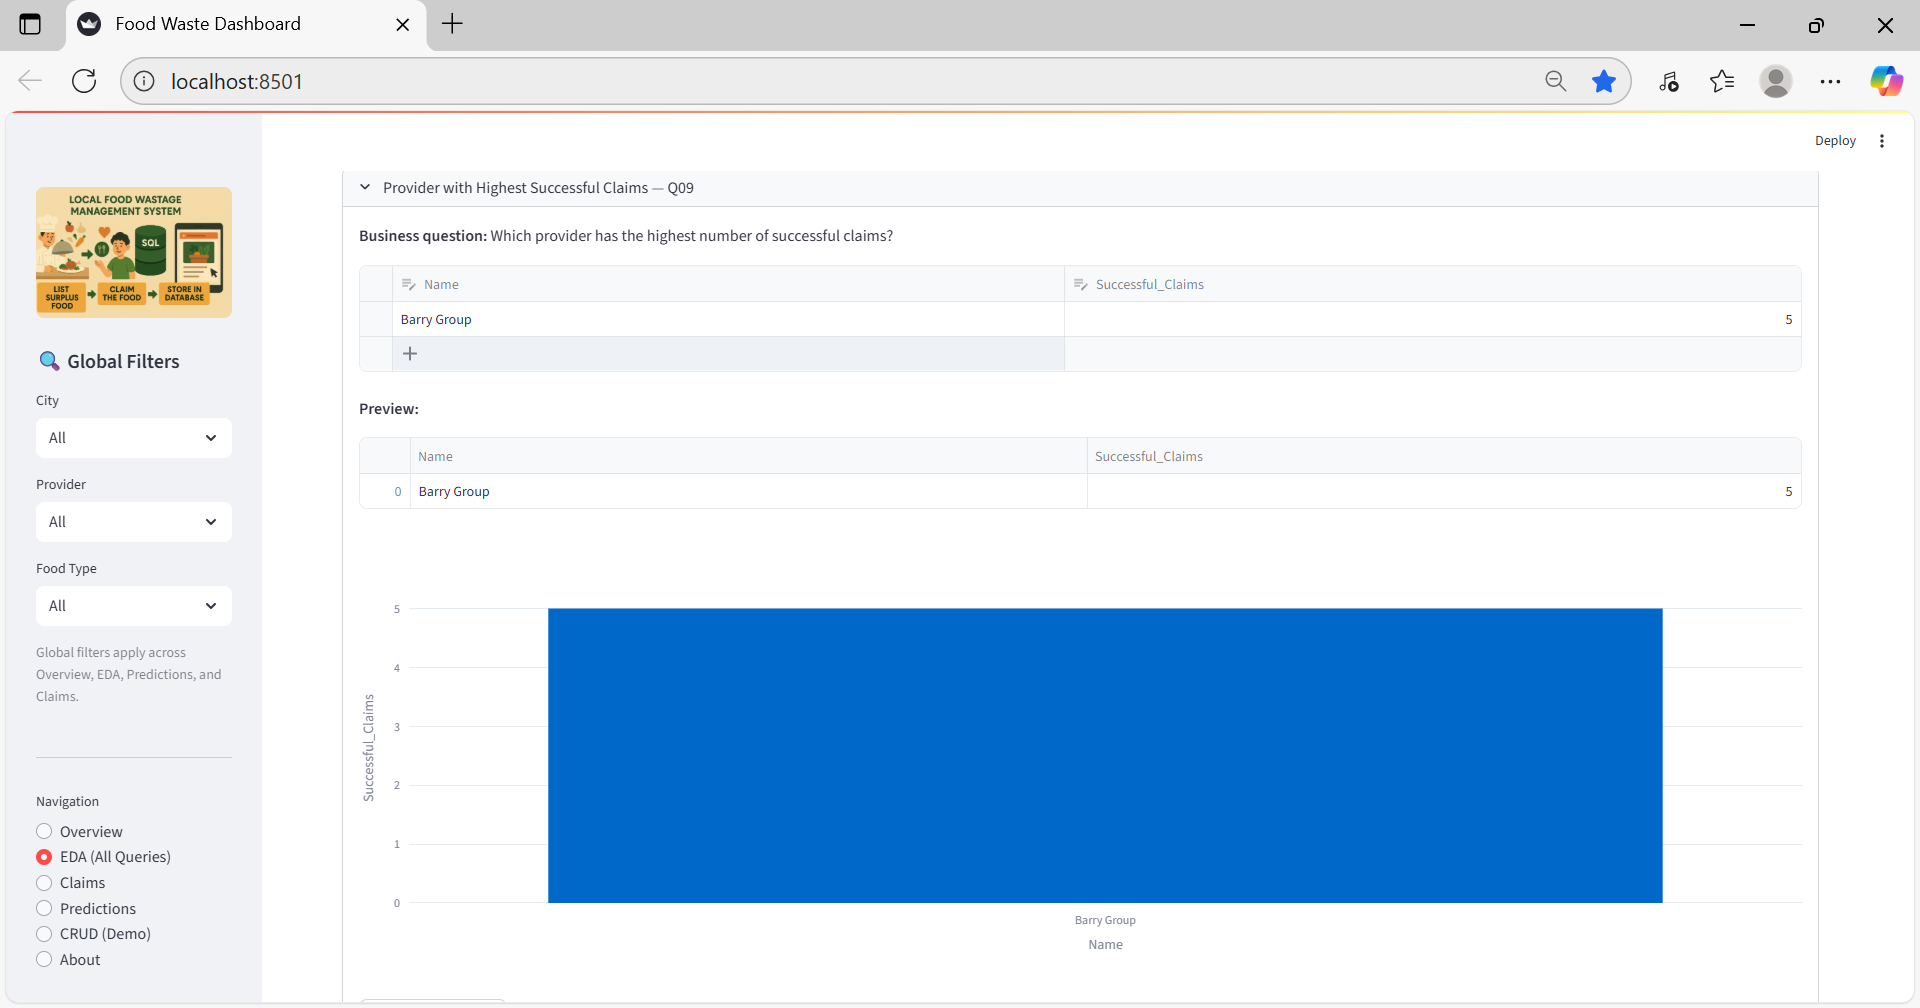 Food Waste Dashboard
localhost:8501
Deploy
LOCAL FOOD WASTAGE
MANAGEMENT SYSTEM
SQL
LIST
SURPLUS
FOOD
CLAIM
THE FOOD
STORE IN
DATABASE
Global Filters
City
All
Provider
All
Food Type
All
Global filters apply across
Overview, EDA, Predictions, and
Claims.
Navigation
Overview
EDA (All Queries)
Claims
Predictions
CRUD (Demo)
About
Provider with Highest Successful Claims — Q09
Business question: Which provider has the highest number of successful claims?
Name Successful_Claims
Barry Group 5
Preview:
Name Successful_Claims
0 Barry Group 5
5
4
3
2
1
0
Successful_Claims
Barry Group
Name